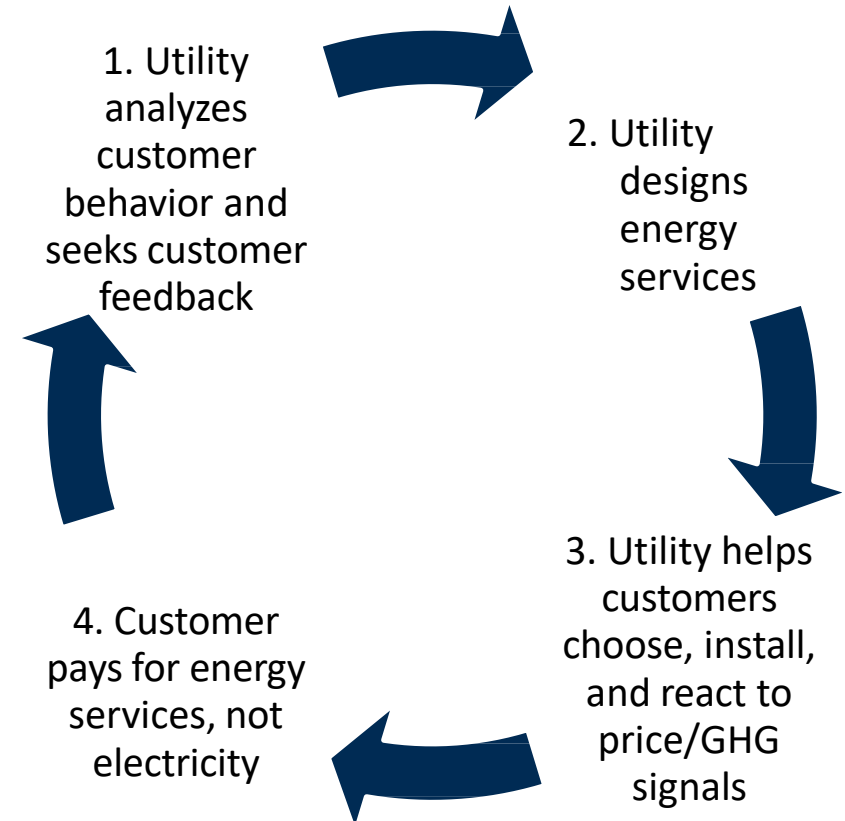 1. Utility
analyzes
customer
behavior and
seeks customer
feedback
2. Utility
designs
energy
services
3. Utility helps
customers
choose, install,
and react to
price/GHG
signals
4. Customer
pays for energy
services, not
electricity